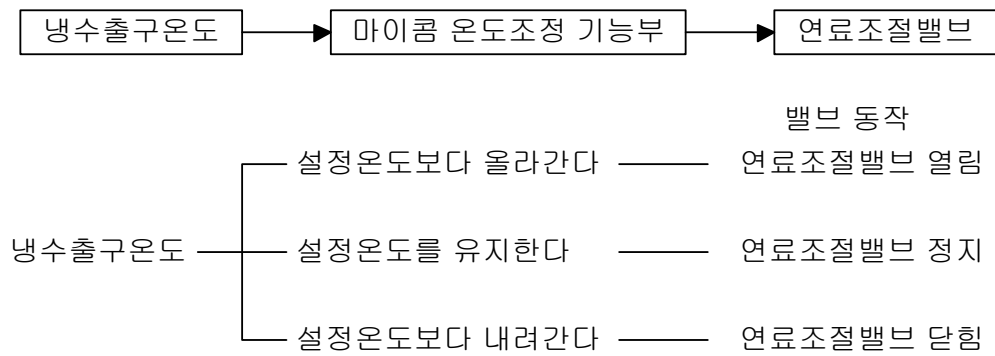 냉수출구온도 마이콤 온도조정 기능부 연료조절밸브
밸브 동작
설정온도보다 올라간다 연료조절밸브 열림
냉수출구온도 설정온도를 유지한다 연료조절밸브 정지
설정온도보다 내려간다 연료조절밸브 닫힘